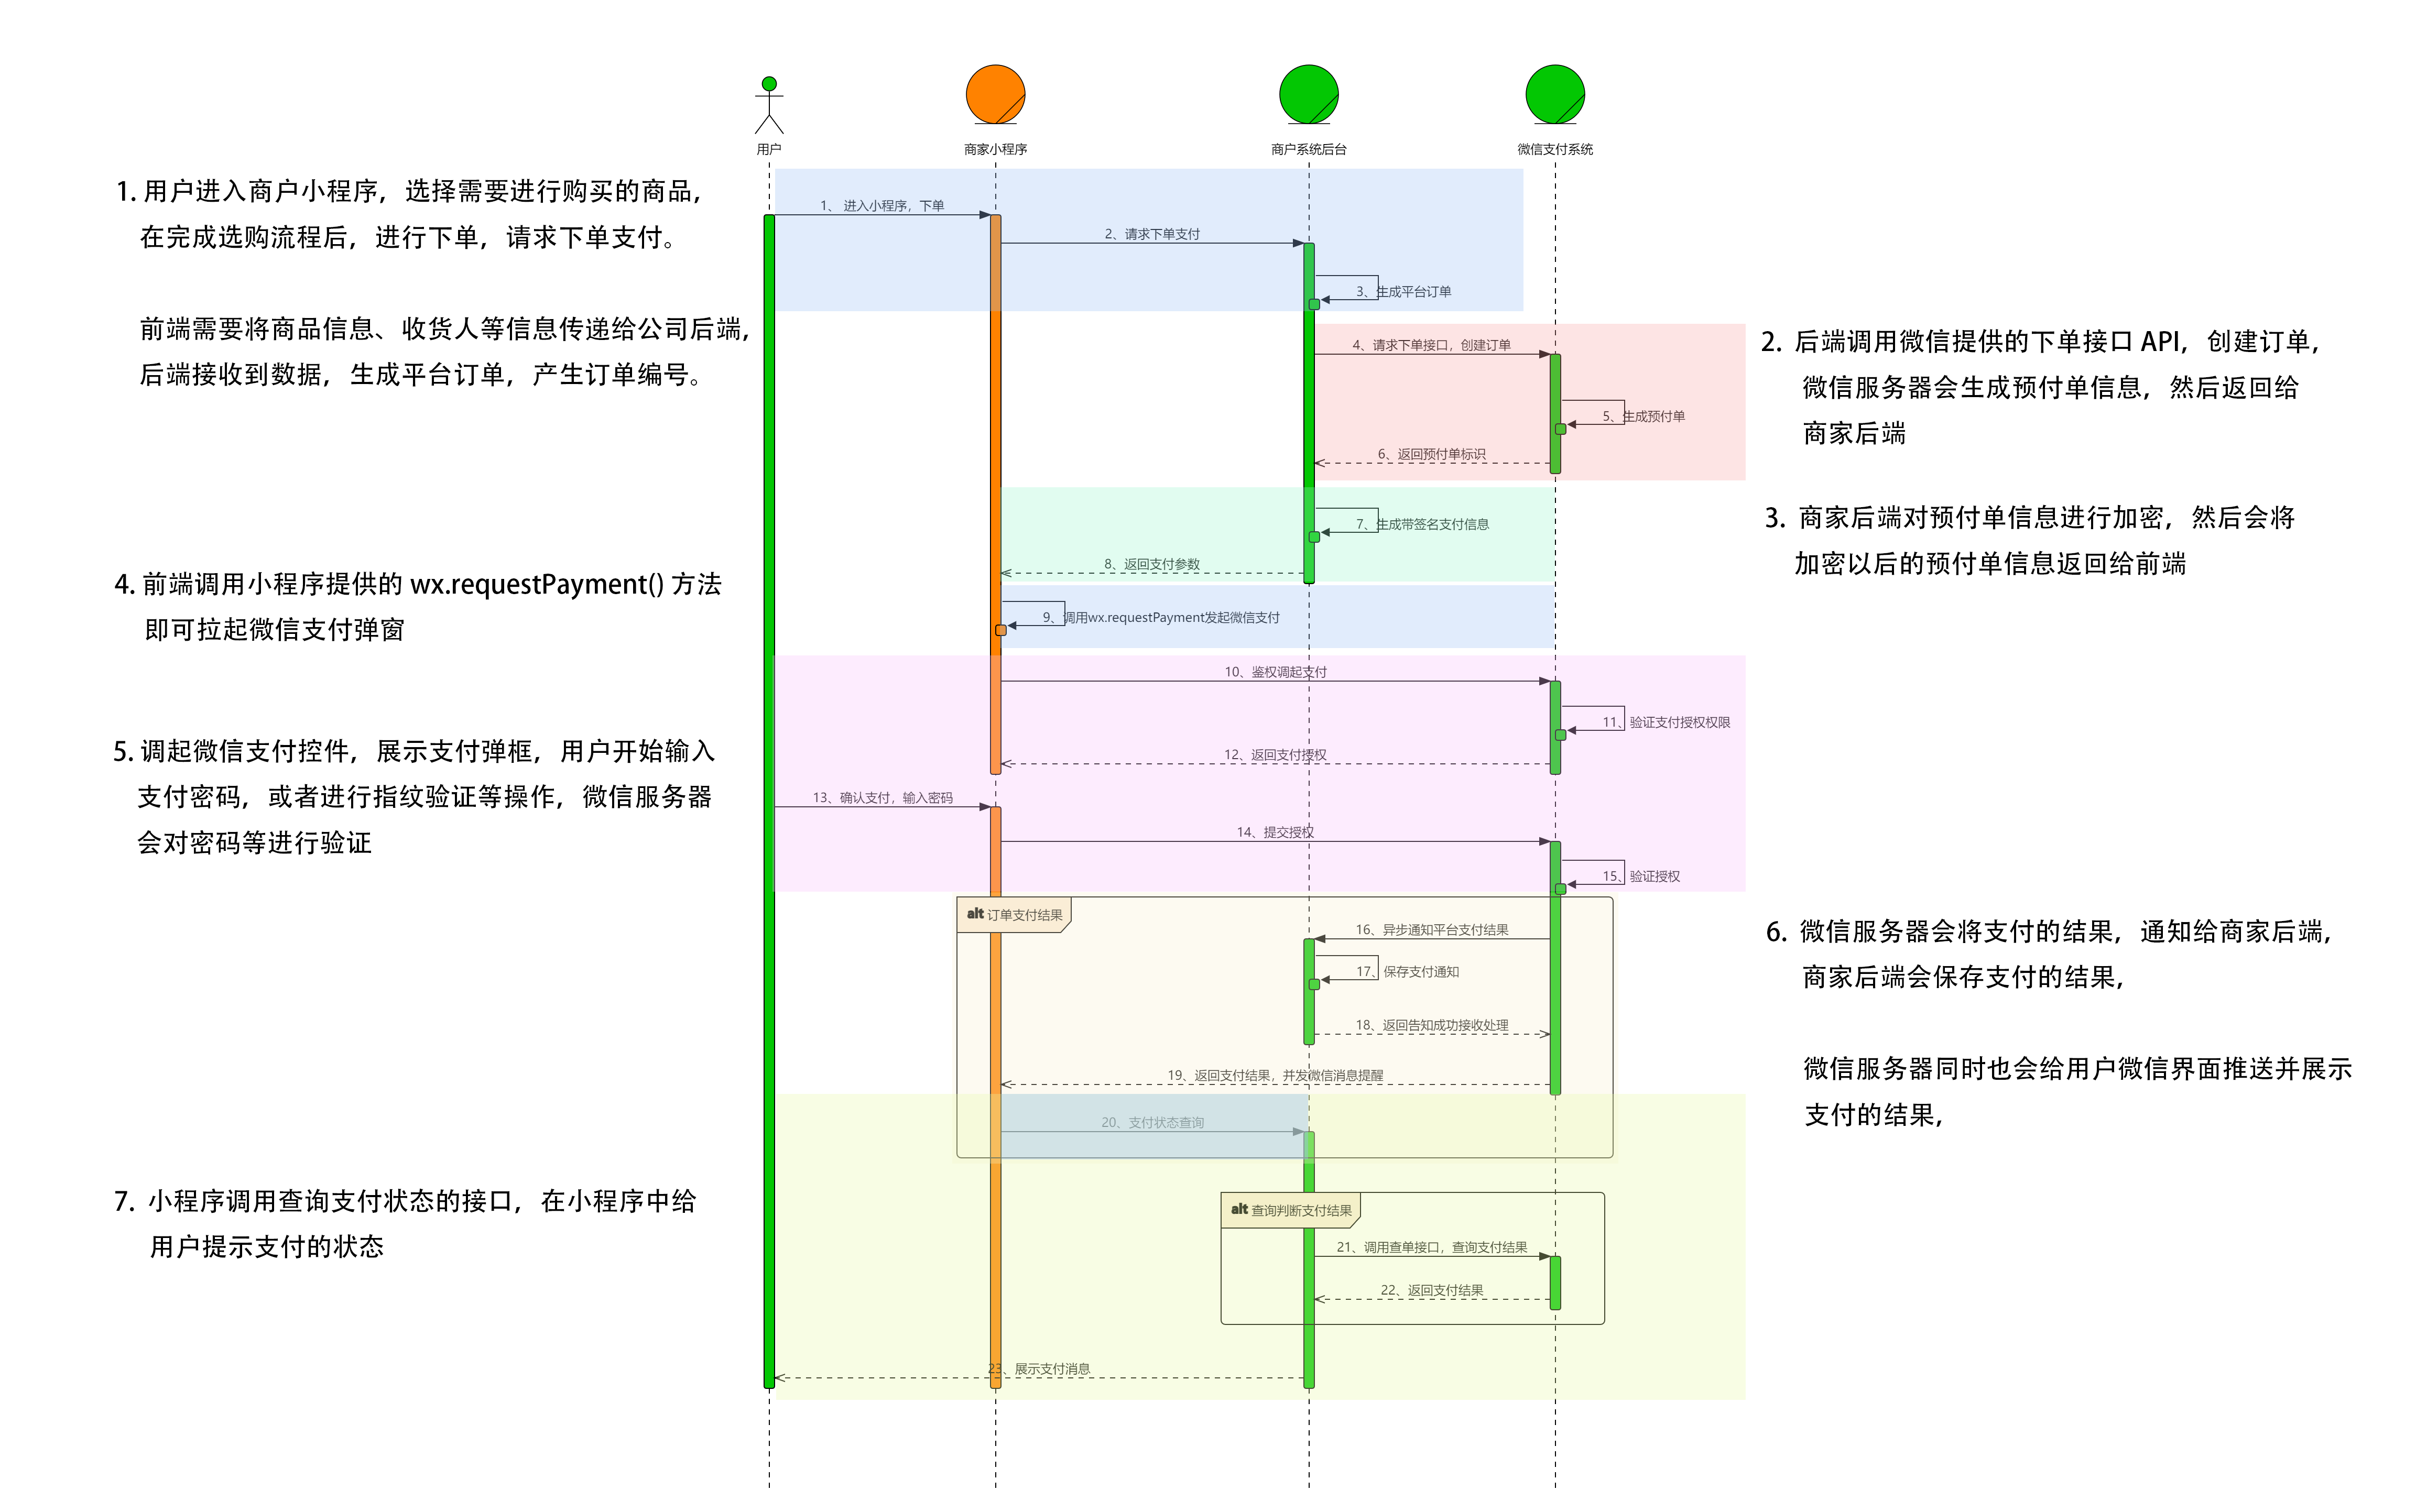 用户
商家小程序
商户系统后台
微信支付系统
1. 用户进入商户小程序，选择需要进行购买的商品，
在完成选购流程后，进行下单，请求下单支付。
前端需要将商品信息、收货人等信息传递给公司后端，
后端接收到数据，生成平台订单，产生订单编号。
1、 进入小程序，下单
2、请求下单支付
3、生成平台订单
2. 后端调用微信提供的下单接口 API，创建订单，
微信服务器会生成预付单信息，然后返回给
商家后端
4、请求下单接口，创建订单
5、生成预付单
6、返回预付单标识
3. 商家后端对预付单信息进行加密，然后会将
加密以后的预付单信息返回给前端
7、生成带签名支付信息
8、返回支付参数
4. 前端调用小程序提供的 wx.requestPayment() 方法
即可拉起微信支付弹窗
9、调用wx.requestPayment发起微信支付
10、鉴权调起支付
11、验证支付授权权限
12、返回支付授权
5. 调起微信支付控件，展示支付弹框，用户开始输入
支付密码，或者进行指纹验证等操作，微信服务器
会对密码等进行验证
13、确认支付，输入密码
14、提交授权
15、验证授权
alt 订单支付结果
16、异步通知平台支付结果
17、保存支付通知
18、返回告知成功接收处理
19、返回支付结果，并发微信消息提醒
6. 微信服务器会将支付的结果，通知给商家后端，
商家后端会保存支付的结果，
微信服务器同时也会给用户微信界面推送并展示
支付的结果，
20、支付状态查询
7. 小程序调用查询支付状态的接口，在小程序中给
用户提示支付的状态
alt 查询判断支付结果
21、调用查单接口，查询支付结果
22、返回支付结果
23、展示支付消息